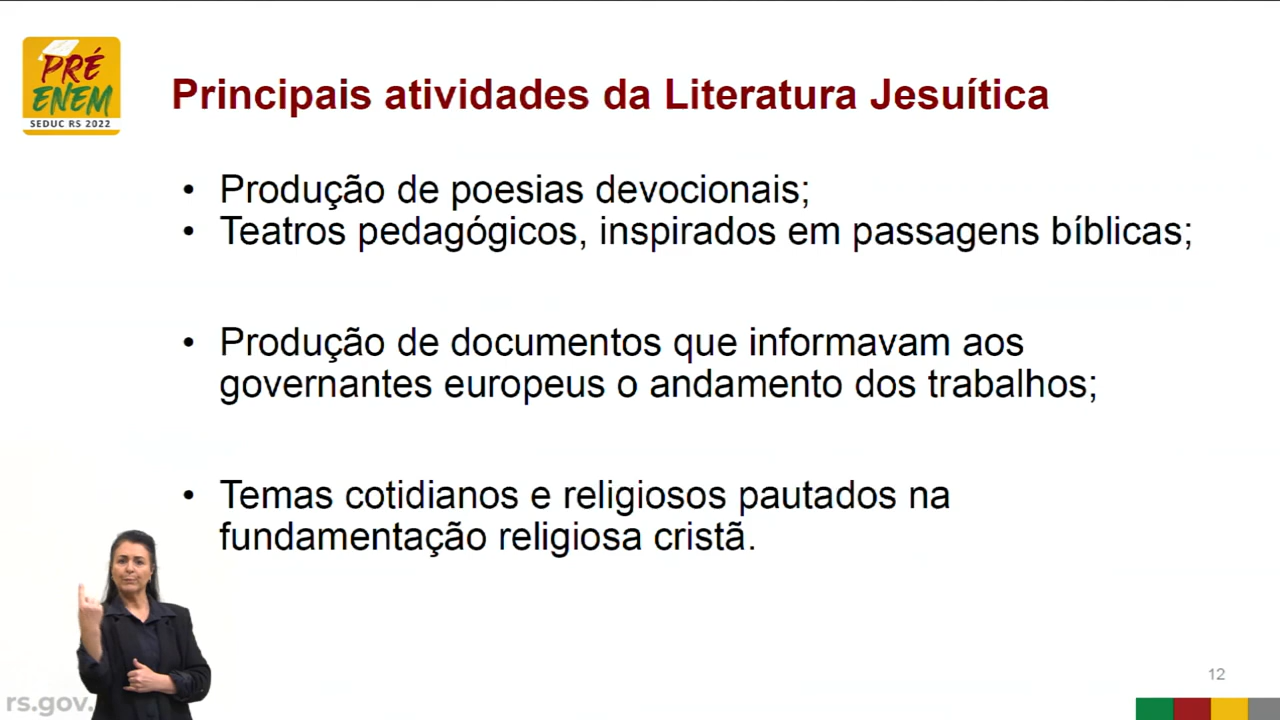 PRÉ
ENEM
SEDUC RS 2022
Principais atividades da Literatura Jesuítica
• Produção de poesias devocionais;
• Teatros pedagógicos, inspirados em passagens bíblicas;
• Produção de documentos que informavam aos
governantes europeus o andamento dos trabalhos;
• Temas cotidianos e religiosos pautados na
fundamentação religiosa cristã.
12
rs.gov.